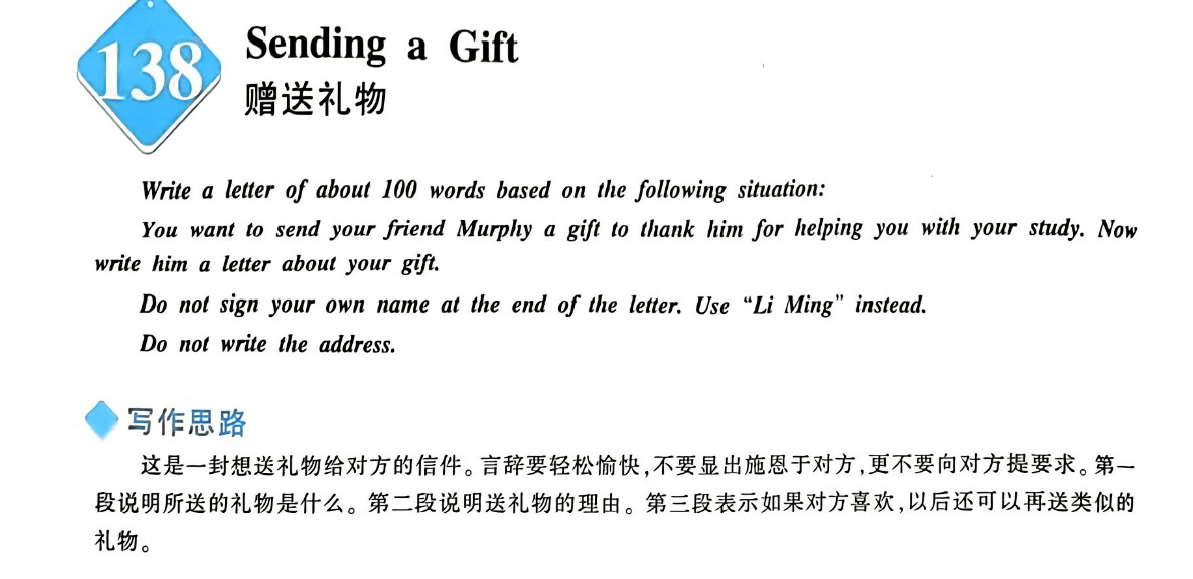 138
Sending a Gift
赠送礼物
Write a letter of about 100 words based on the following situation:
You want to send your friend Murphy a gift to thank him for helping you with your study. Now
write him a letter about your gift.
Do not sign your own name at the end of the letter. Use “Li Ming” instead.
Do not write the address.
写作思路
这是一封想送礼物给对方的信件。言辞要轻松愉快,不要显出施恩于对方,更不要向对方提要求。第一
段说明所送的礼物是什么。第二段说明送礼物的理由。第三段表示如果对方喜欢,以后还可以再送类似的
礼物。